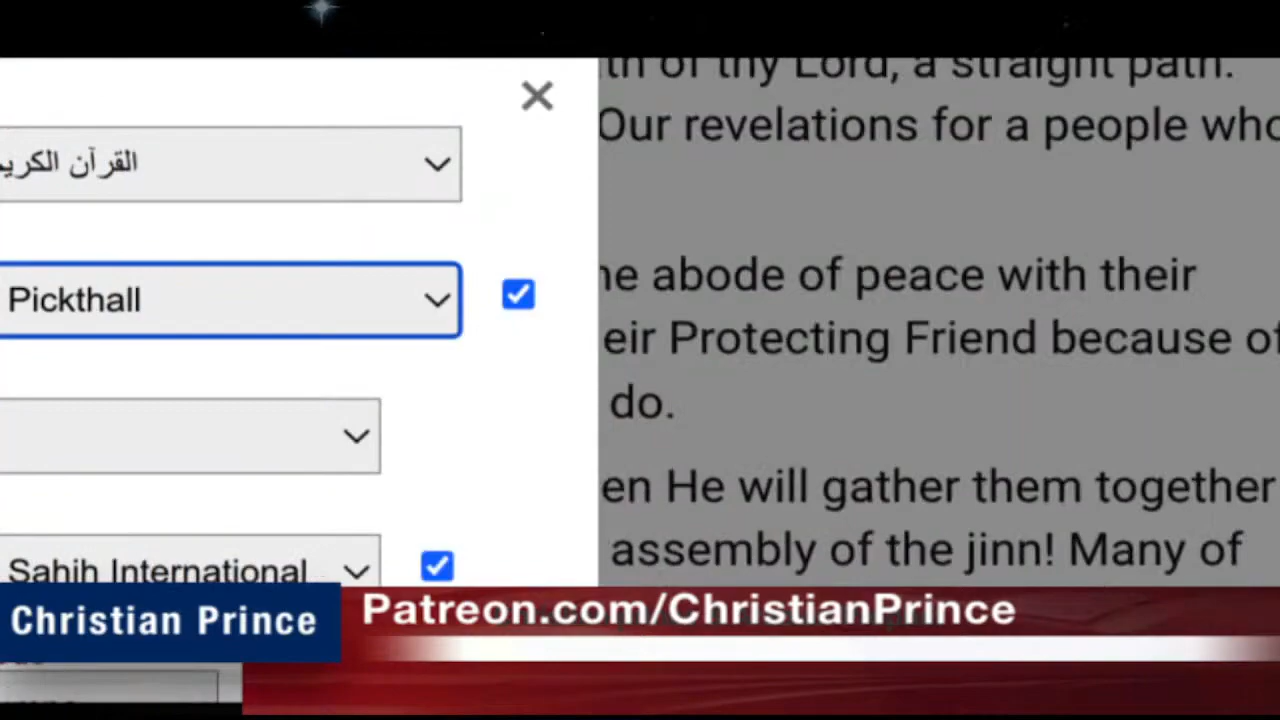 القرآن الكريم
Pickthall
Sahih International
th of thy Lord, a straight path.
Our revelations for a people who
he abode of peace with their
eir Protecting Friend because of
do.
en He will gather them together
assembly of the jinn! Many of
Christian Prince
Patreon.com/ChristianPrince